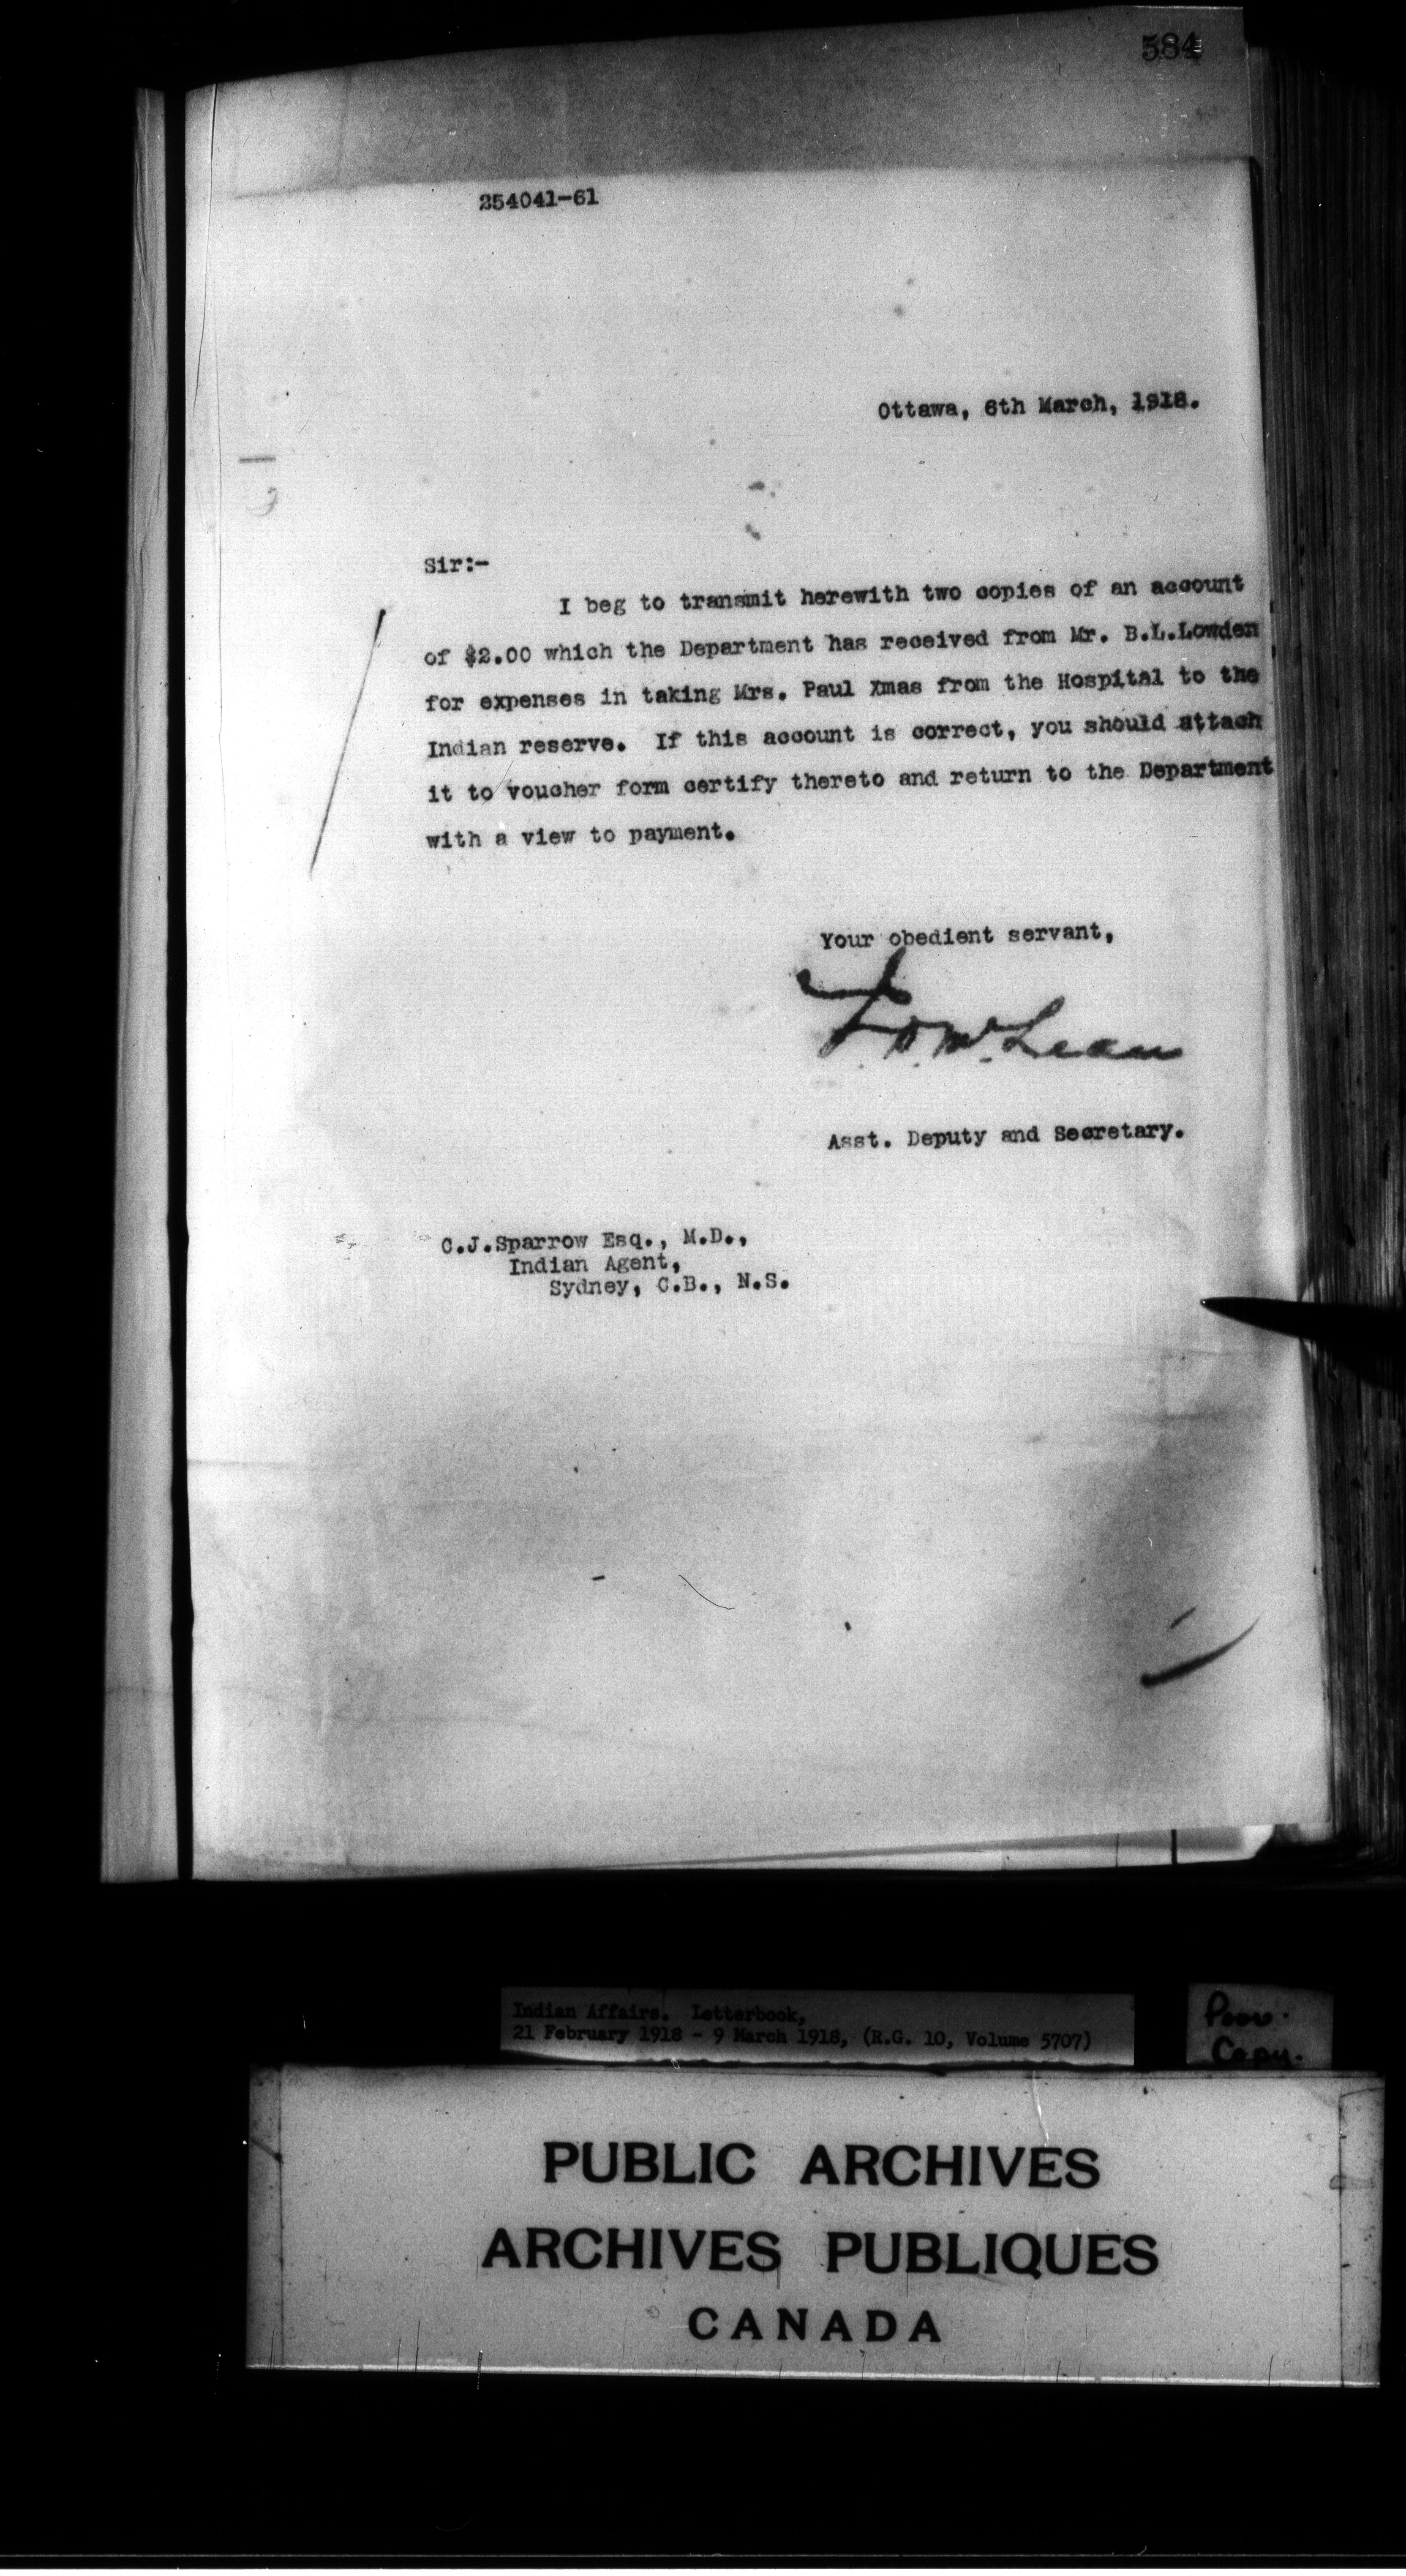 584
254041-61
Ottawa, 6th March, 1918.
Sir:-
I beg to transmit herewith two copies of an account
of $2.00 which the Department has received from Mr. B.L.Lowden
for expenses in taking Mrs. Paul Xmas from the Hospital to the
Indian reserve. If this account is correct, you should attach
it to voucher form certify thereto and return to the Department
with a view to payment.
Your obedient servant,
J. D. McLean
Asst. Deputy and Secretary.
C.J.Sparrow Esq., M.D.,
Indian Agent,
Sydney, C.B., N.S.
Indian Affairs. Letterbook,
21 February 1918 - 9 March 1918, (R.G. 10, Volume 5707)
Poor.
Copy.
PUBLIC ARCHIVES
ARCHIVES PUBLIQUES
CANADA